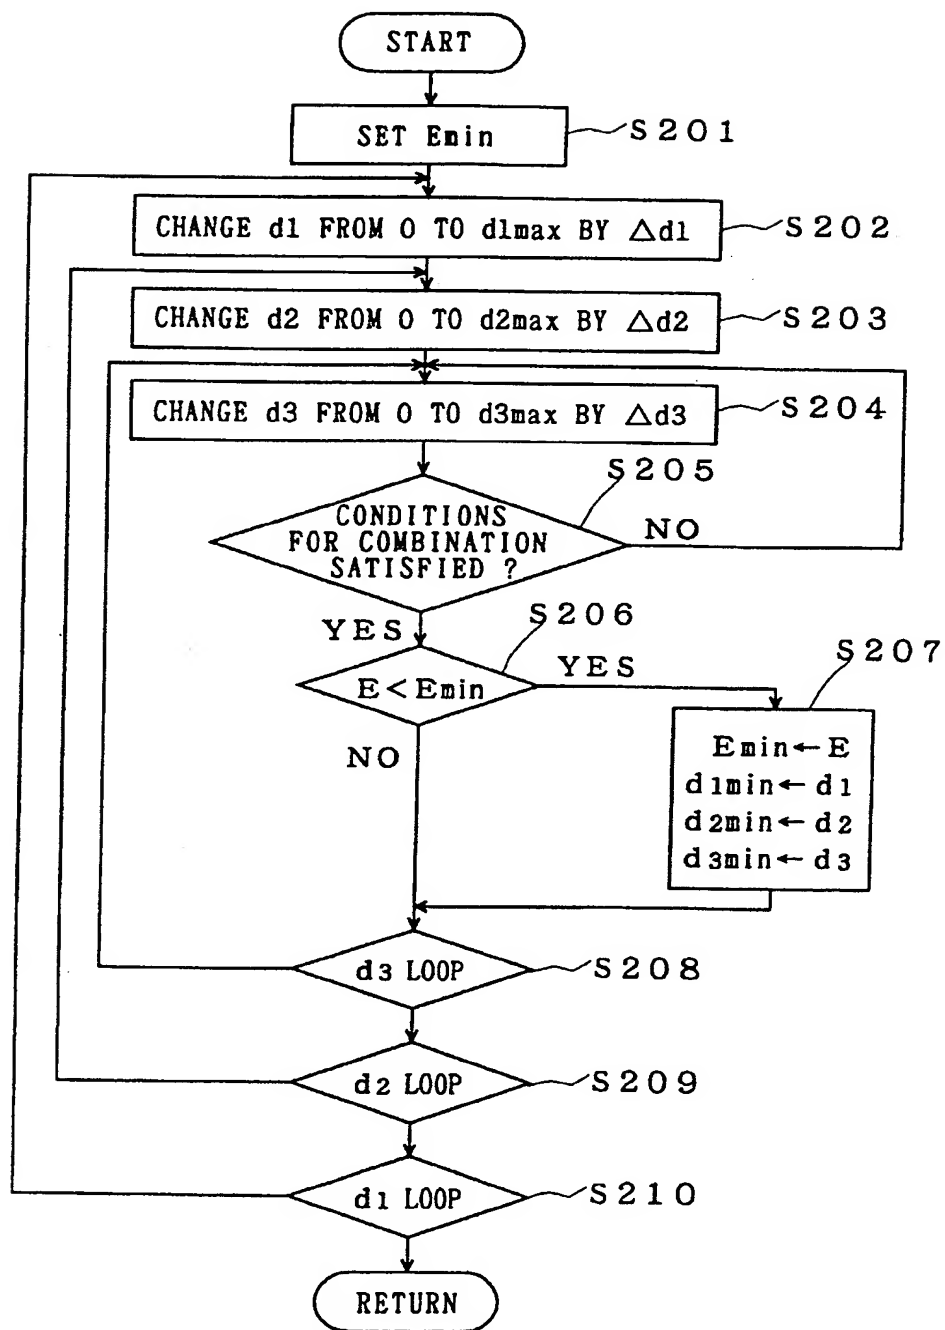 START
SET Emin
S201
CHANGE d1 FROM 0 TO d1max BY △d1
S202
CHANGE d2 FROM 0 TO d2max BY △d2
S203
CHANGE d3 FROM 0 TO d3max BY △d3
S204
S205
CONDITIONS
FOR COMBINATION
SATISFIED ?
NO
YES
S206
E<Emin
YES
S207
NO
Emin←E
d1min←d1
d2min←d2
d3min←d3
d3 LOOP
S208
d2 LOOP
S209
d1 LOOP
S210
RETURN